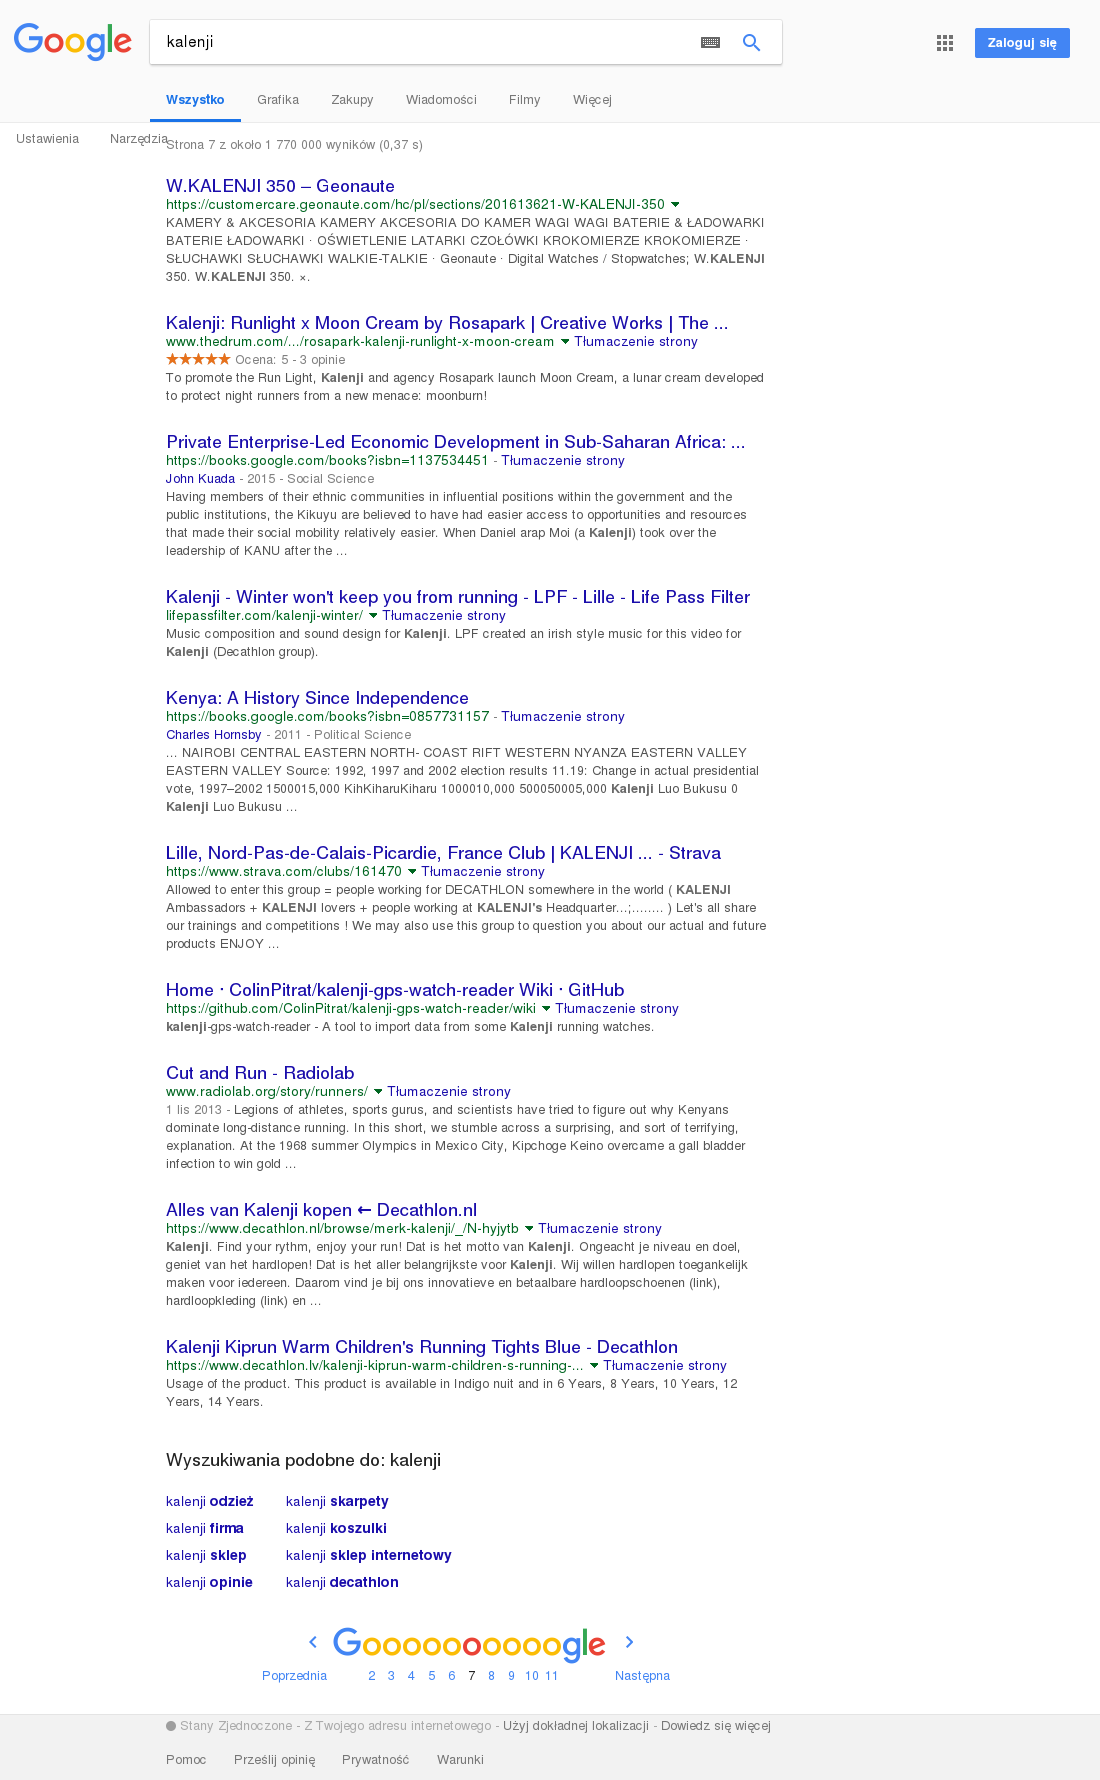 Google
kalenji
Zaloguj się
Wszystko Grafika Zakupy Wiadomości Filmy Więcej
Ustawienia Narzędzia
Strona 7 z około 1 770 000 wyników (0,37 s)
W.KALENJI 350 – Geonaute
https://customercare.geonaute.com/hc/pl/sections/201613621-W-KALENJI-350
KAMERY & AKCESORIA KAMERY AKCESORIA DO KAMER WAGI WAGI BATERIE & ŁADOWARKI
BATERIE ŁADOWARKI · OŚWIETLENIE LATARKI CZOŁÓWKI KROKOMIERZE KROKOMIERZE ·
SŁUCHAWKI SŁUCHAWKI WALKIE-TALKIE · Geonaute · Digital Watches / Stopwatches; W.KALENJI
350. W.KALENJI 350. ×.
Kalenji: Runlight x Moon Cream by Rosapark | Creative Works | The ...
www.thedrum.com/.../rosapark-kalenji-runlight-x-moon-cream Tłumaczenie strony
★★★★★ Ocena: 5 - 3 opinie
To promote the Run Light, Kalenji and agency Rosapark launch Moon Cream, a lunar cream developed
to protect night runners from a new menace: moonburn!
Private Enterprise-Led Economic Development in Sub-Saharan Africa: ...
https://books.google.com/books?isbn=1137534451 - Tłumaczenie strony
John Kuada - 2015 - Social Science
Having members of their ethnic communities in influential positions within the government and the
public institutions, the Kikuyu are believed to have had easier access to opportunities and resources
that made their social mobility relatively easier. When Daniel arap Moi (a Kalenji) took over the
leadership of KANU after the ...
Kalenji - Winter won't keep you from running - LPF - Lille - Life Pass Filter
lifepassfilter.com/kalenji-winter/ Tłumaczenie strony
Music composition and sound design for Kalenji. LPF created an irish style music for this video for
Kalenji (Decathlon group).
Kenya: A History Since Independence
https://books.google.com/books?isbn=0857731157 - Tłumaczenie strony
Charles Hornsby - 2011 - Political Science
... NAIROBI CENTRAL EASTERN NORTH- COAST RIFT WESTERN NYANZA EASTERN VALLEY
EASTERN VALLEY Source: 1992, 1997 and 2002 election results 11.19: Change in actual presidential
vote, 1997–2002 1500015,000 KihKiharuKiharu 1000010,000 500050005,000 Kalenji Luo Bukusu 0
Kalenji Luo Bukusu ...
Lille, Nord-Pas-de-Calais-Picardie, France Club | KALENJI ... - Strava
https://www.strava.com/clubs/161470 Tłumaczenie strony
Allowed to enter this group = people working for DECATHLON somewhere in the world ( KALENJI
Ambassadors + KALENJI lovers + people working at KALENJI's Headquarter...;........ ) Let's all share
our trainings and competitions ! We may also use this group to question you about our actual and future
products ENJOY ...
Home · ColinPitrat/kalenji-gps-watch-reader Wiki · GitHub
https://github.com/ColinPitrat/kalenji-gps-watch-reader/wiki Tłumaczenie strony
kalenji-gps-watch-reader - A tool to import data from some Kalenji running watches.
Cut and Run - Radiolab
www.radiolab.org/story/runners/ Tłumaczenie strony
1 lis 2013 - Legions of athletes, sports gurus, and scientists have tried to figure out why Kenyans
dominate long-distance running. In this short, we stumble across a surprising, and sort of terrifying,
explanation. At the 1968 summer Olympics in Mexico City, Kipchoge Keino overcame a gall bladder
infection to win gold ...
Alles van Kalenji kopen ← Decathlon.nl
https://www.decathlon.nl/browse/merk-kalenji/_/N-hyjytb Tłumaczenie strony
Kalenji. Find your rythm, enjoy your run! Dat is het motto van Kalenji. Ongeacht je niveau en doel,
geniet van het hardlopen! Dat is het aller belangrijkste voor Kalenji. Wij willen hardlopen toegankelijk
maken voor iedereen. Daarom vind je bij ons innovatieve en betaalbare hardloopschoenen (link),
hardloopkleding (link) en ...
Kalenji Kiprun Warm Children's Running Tights Blue - Decathlon
https://www.decathlon.lv/kalenji-kiprun-warm-children-s-running-... Tłumaczenie strony
Usage of the product. This product is available in Indigo nuit and in 6 Years, 8 Years, 10 Years, 12
Years, 14 Years.
Wyszukiwania podobne do: kalenji
kalenji odzież kalenji skarpety
kalenji firma kalenji koszulki
kalenji sklep kalenji sklep internetowy
kalenji opinie kalenji decathlon
Goooooooooogle
Poprzednia 2 3 4 5 6 7 8 9 10 11 Następna
Stany Zjednoczone - Z Twojego adresu internetowego - Użyj dokładnej lokalizacji - Dowiedz się więcej
Pomoc Prześlij opinię Prywatność Warunki